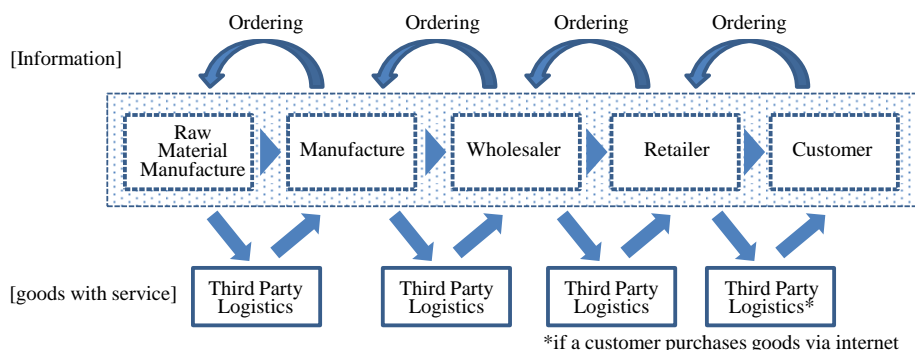 Ordering Ordering Ordering Ordering
[Information]
Raw
Material
Manufacture
Manufacture
Wholesaler
Retailer
Customer
[goods with service]
Third Party
Logistics
Third Party
Logistics
Third Party
Logistics
Third Party
Logistics*
*if a customer purchases goods via internet